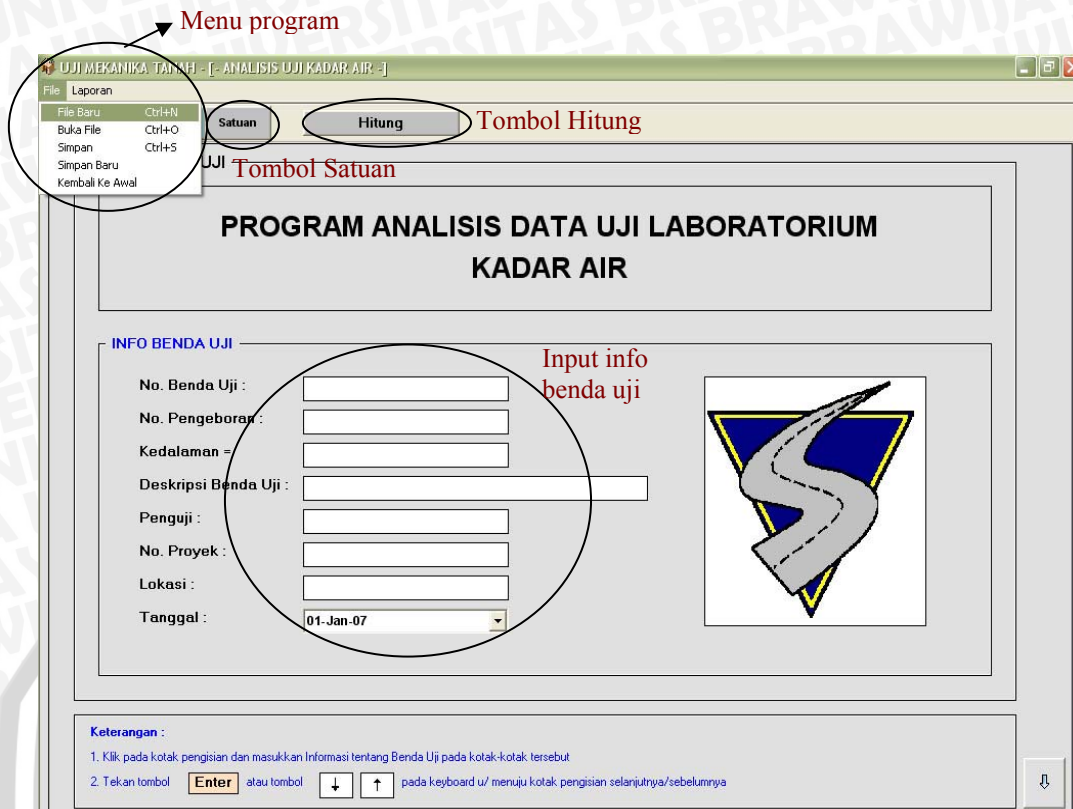 Menu program
UJI MEKANIKA TANAH - [- ANALISIS UJI KADAR AIR -]
File Laporan
File Baru Ctrl+N
Buka File Ctrl+O
Simpan Ctrl+S
Simpan Baru
Kembali Ke Awal
Satuan
Hitung
Tombol Hitung
UJI
Tombol Satuan
PROGRAM ANALISIS DATA UJI LABORATORIUM
KADAR AIR
INFO BENDA UJI
Input info
benda uji
No. Benda Uji :
No. Pengeboran :
Kedalaman =
Deskripsi Benda Uji :
Penguji :
No. Proyek :
Lokasi :
Tanggal :
01-Jan-07
Keterangan :
1. Klik pada kotak pengisian dan masukkan Informasi tentang Benda Uji pada kotak-kotak tersebut
2. Tekan tombol Enter atau tombol ↓ ↑ pada keyboard u/ menuju kotak pengisian selanjutnya/sebelumnya